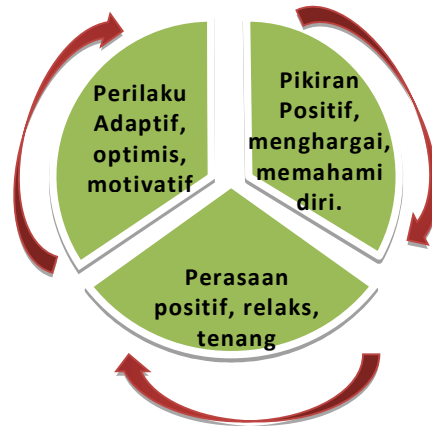 Perilaku
Adaptif,
optimis,
motivatif
Pikiran
Positif,
menghargai,
memahami
diri.
Perasaan
positif, relaks,
tenang